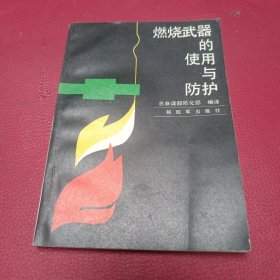 燃烧武器
的
使用
与
防护
总参谋部防化部 编译
解放军出版社